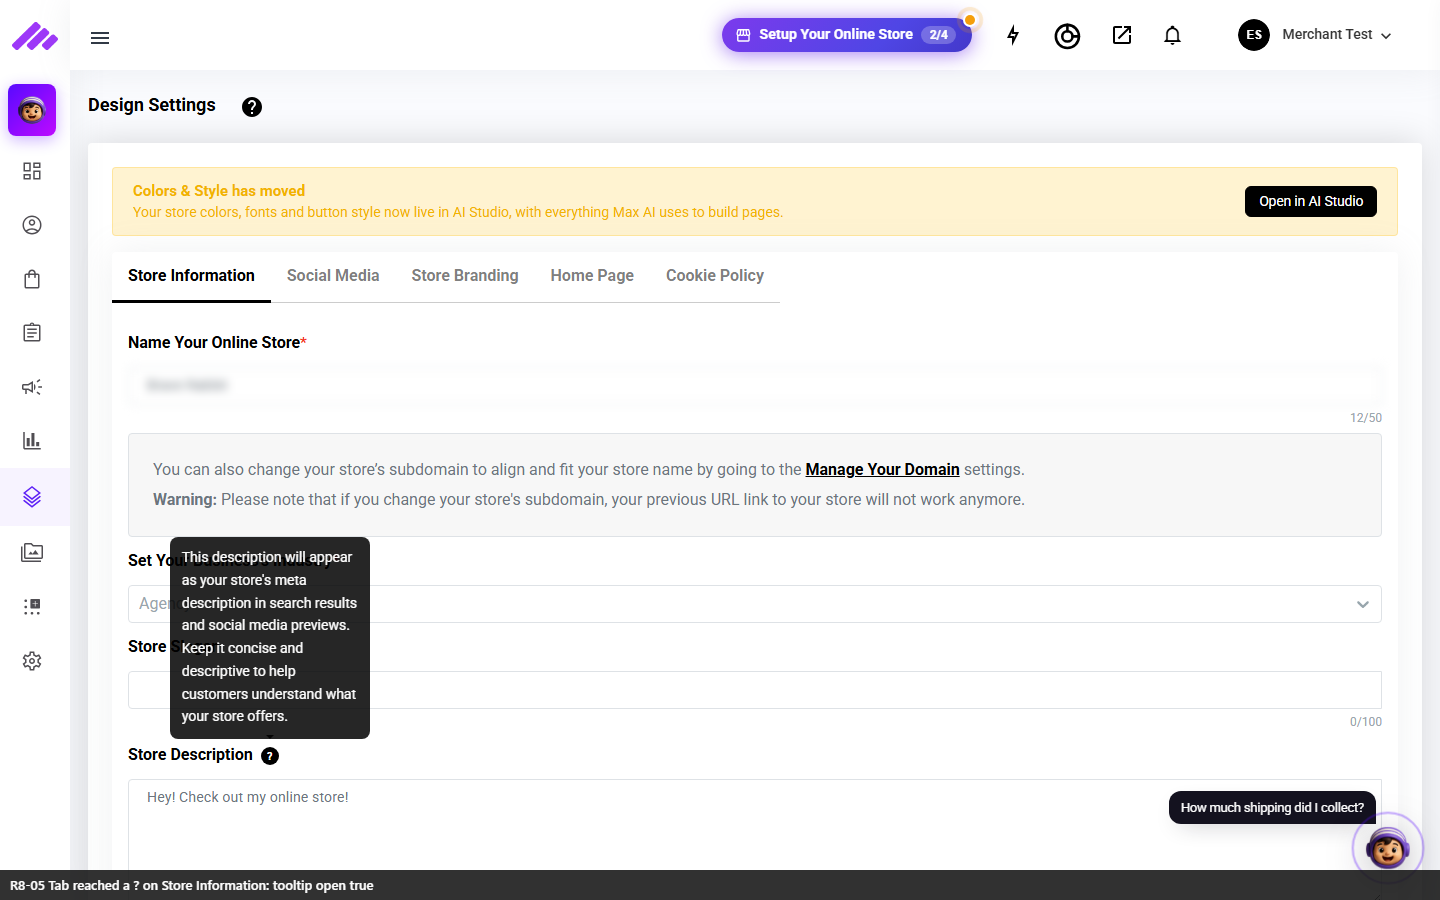 Setup Your Online Store 2/4
ES Merchant Test
Design Settings
Colors & Style has moved
Your store colors, fonts and button style now live in AI Studio, with everything Max AI uses to build pages.
Open in AI Studio
Store Information Social Media Store Branding Home Page Cookie Policy
Name Your Online Store*
12/50
You can also change your store’s subdomain to align and fit your store name by going to the Manage Your Domain settings.
Warning: Please note that if you change your store's subdomain, your previous URL link to your store will not work anymore.
This description will appear
as your store's meta
description in search results
and social media previews.
Keep it concise and
descriptive to help
customers understand what
your store offers.
Set
Store
0/100
Store Description
Hey! Check out my online store!
How much shipping did I collect?
R8-05 Tab reached a ? on Store Information: tooltip open true